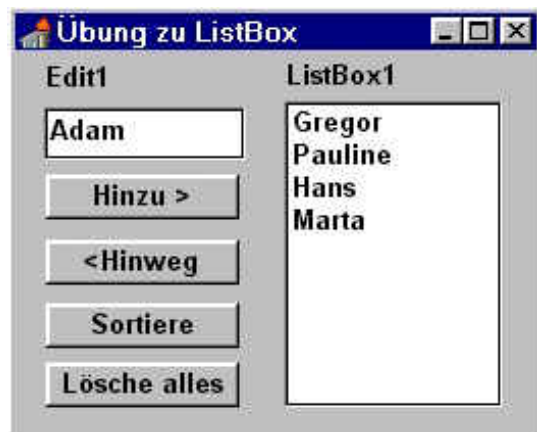 Übung zu ListBox
Edit1
Adam
Hinzu >
<Hinweg
Sortiere
Lösche alles
ListBox1
Gregor
Pauline
Hans
Marta